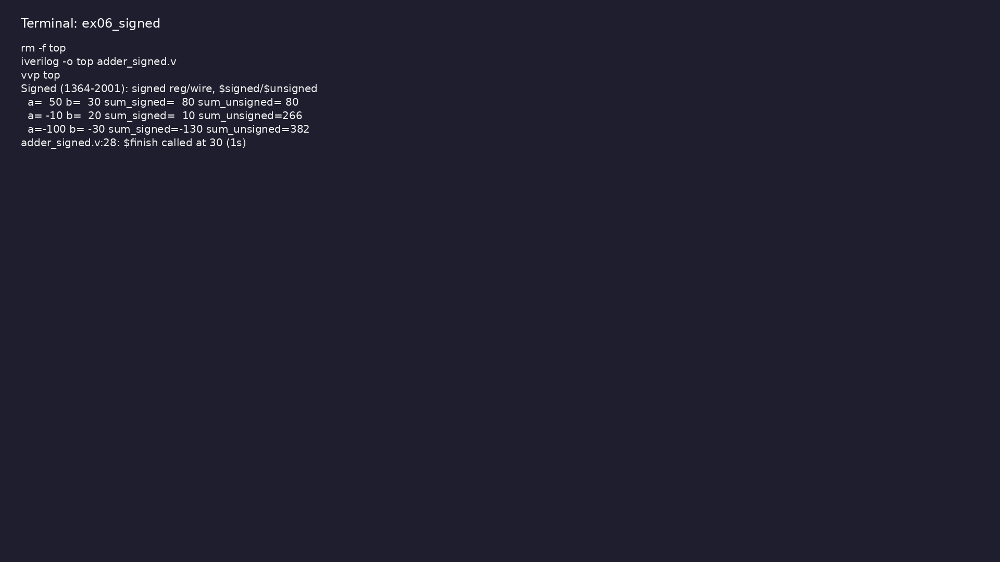 Terminal: ex06_signed
rm -f top
iverilog -o top adder_signed.v
vvp top
Signed (1364-2001): signed reg/wire, $signed/$unsigned
  a=  50 b=  30 sum_signed=  80 sum_unsigned= 80
  a= -10 b=  20 sum_signed=  10 sum_unsigned=266
  a=-100 b= -30 sum_signed=-130 sum_unsigned=382
adder_signed.v:28: $finish called at 30 (1s)